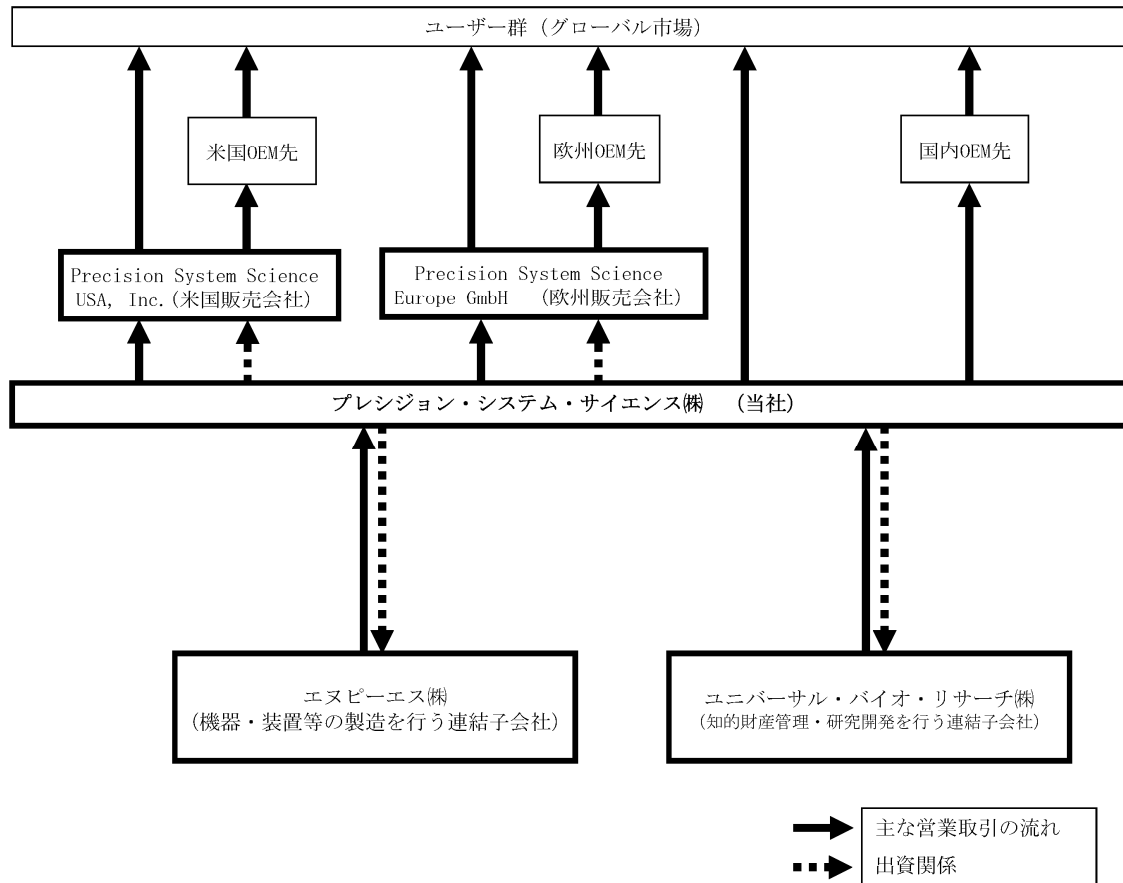 ユーザー群（グローバル市場）
米国OEM先
欧州OEM先
国内OEM先
Precision System Science
USA, Inc.（米国販売会社）
Precision System Science
Europe GmbH （欧州販売会社）
プレシジョン・システム・サイエンス㈱ （当社）
エヌピーエス㈱
（機器・装置等の製造を行う連結子会社）
ユニバーサル・バイオ・リサーチ㈱
（知的財産管理・研究開発を行う連結子会社）
主な営業取引の流れ
出資関係